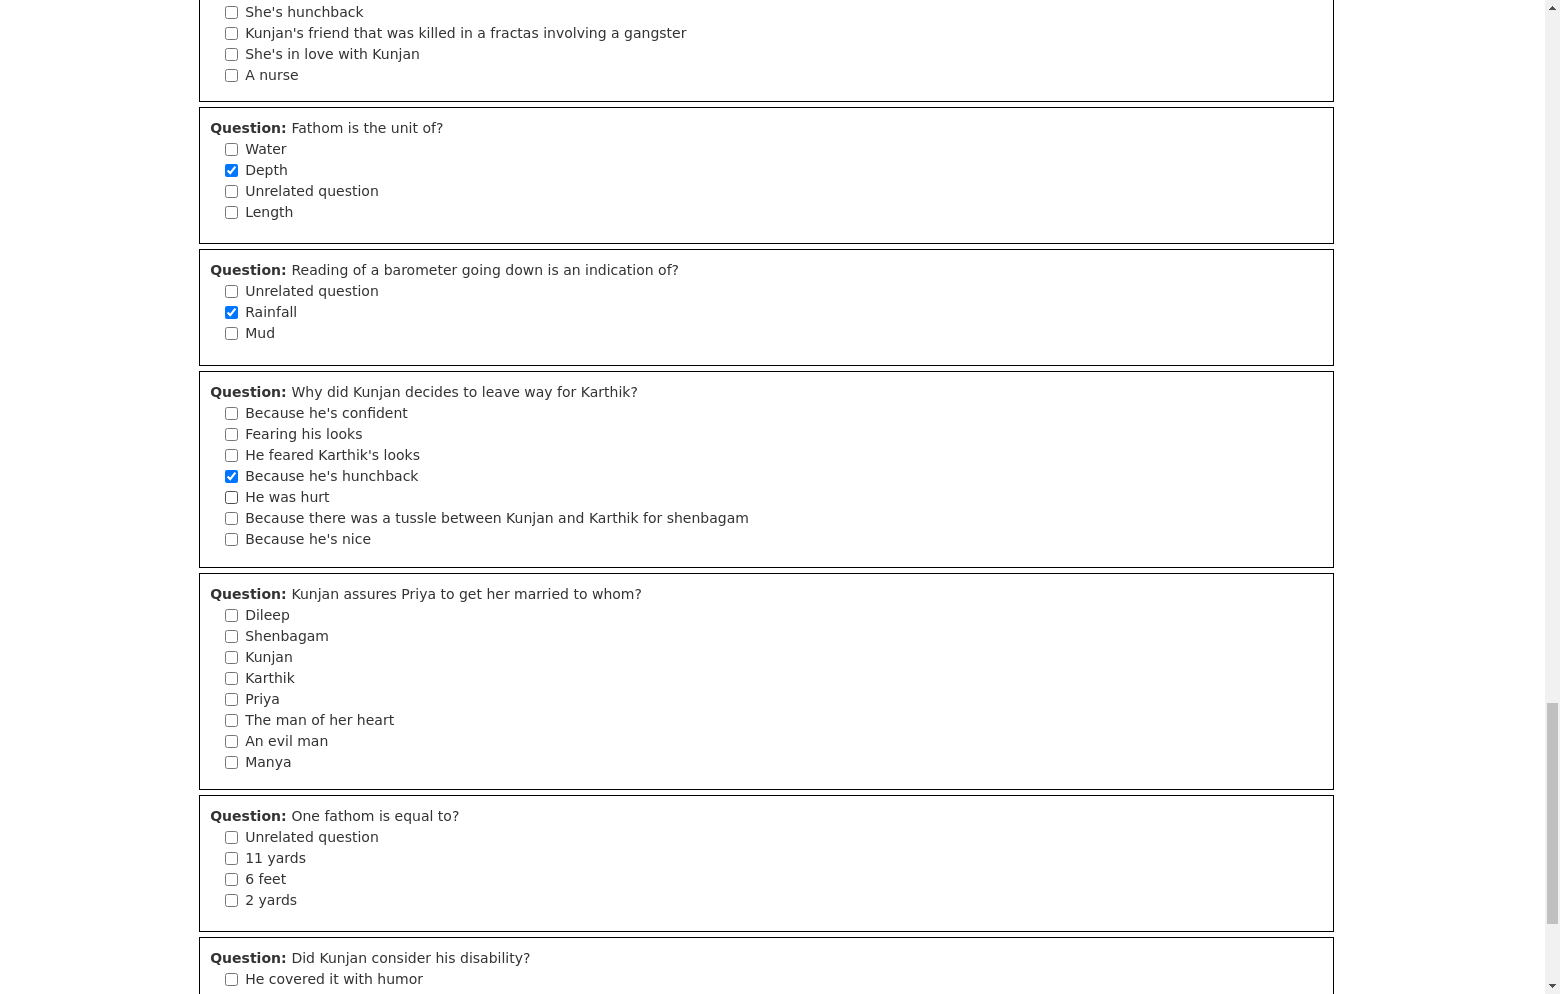 She's hunchback
Kunjan's friend that was killed in a fractas involving a gangster
She's in love with Kunjan
A nurse
Question: Fathom is the unit of?
Water
Depth
Unrelated question
Length
Question: Reading of a barometer going down is an indication of?
Unrelated question
Rainfall
Mud
Question: Why did Kunjan decides to leave way for Karthik?
Because he's confident
Fearing his looks
He feared Karthik's looks
Because he's hunchback
He was hurt
Because there was a tussle between Kunjan and Karthik for shenbagam
Because he's nice
Question: Kunjan assures Priya to get her married to whom?
Dileep
Shenbagam
Kunjan
Karthik
Priya
The man of her heart
An evil man
Manya
Question: One fathom is equal to?
Unrelated question
11 yards
6 feet
2 yards
Question: Did Kunjan consider his disability?
He covered it with humor